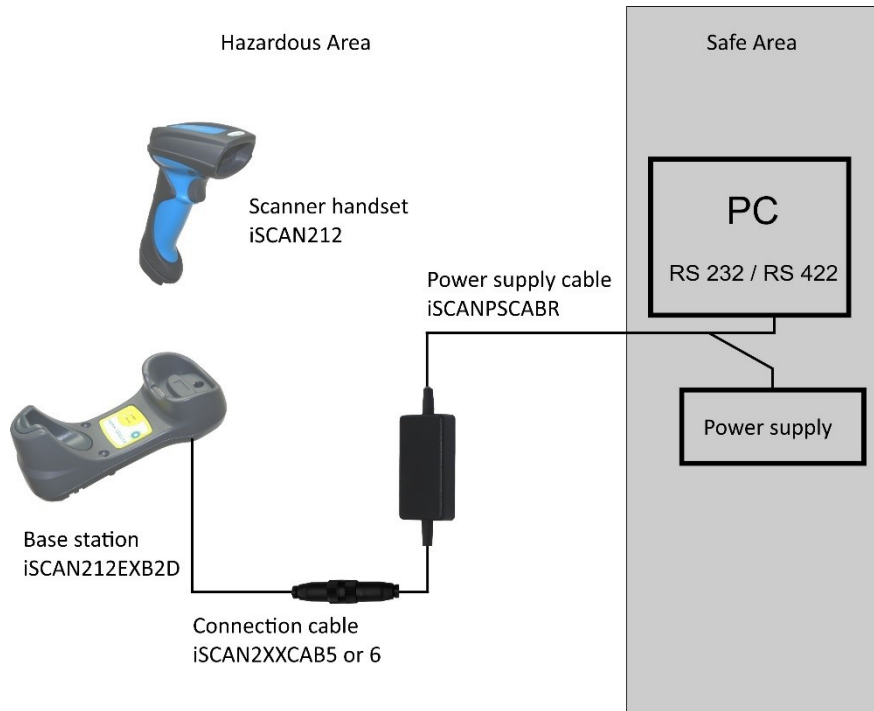 Hazardous Area
Safe Area
Scanner handset
iSCAN212
PC
RS 232 / RS 422
Power supply cable
iSCANPSCABR
Power supply
Base station
iSCAN212EXB2D
Connection cable
iSCAN2XXCAB5 or 6